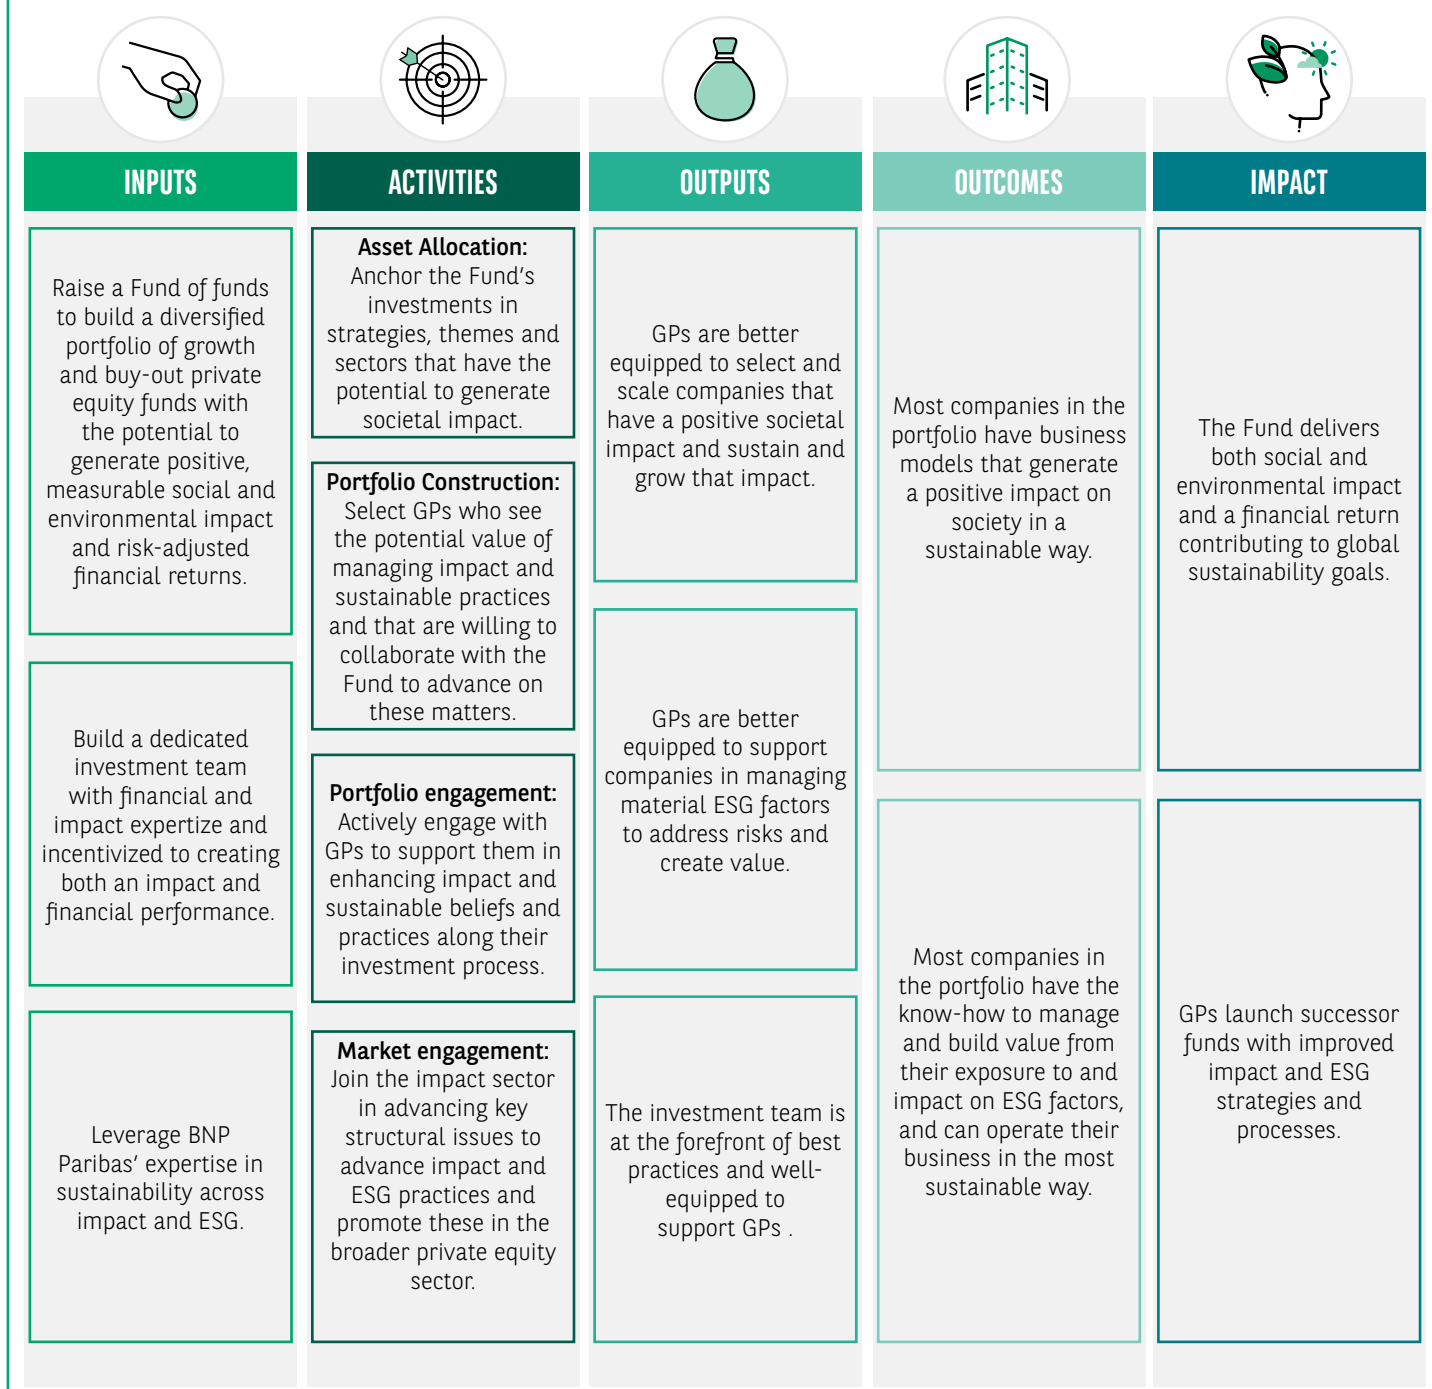 INPUTS
Raise a Fund of funds
to build a diversified
portfolio of growth
and buy-out private
equity funds with
the potential to
generate positive,
measurable social and
environmental impact
and risk-adjusted
financial returns.
Build a dedicated
investment team
with financial and
impact expertize and
incentivized to creating
both an impact and
financial performance.
Leverage BNP
Paribas’ expertise in
sustainability across
impact and ESG.
ACTIVITIES
Asset Allocation:
Anchor the Fund’s
investments in
strategies, themes and
sectors that have the
potential to generate
societal impact.
Portfolio Construction:
Select GPs who see
the potential value of
managing impact and
sustainable practices
and that are willing to
collaborate with the
Fund to advance on
these matters.
Portfolio engagement:
Actively engage with
GPs to support them in
enhancing impact and
sustainable beliefs and
practices along their
investment process.
Market engagement:
Join the impact sector
in advancing key
structural issues to
advance impact and
ESG practices and
promote these in the
broader private equity
sector.
OUTPUTS
GPs are better
equipped to select and
scale companies that
have a positive societal
impact and sustain and
grow that impact.
GPs are better
equipped to support
companies in managing
material ESG factors
to address risks and
create value.
The investment team is
at the forefront of best
practices and well-
equipped to
support GPs .
OUTCOMES
Most companies in the
portfolio have business
models that generate
a positive impact on
society in a
sustainable way.
Most companies in
the portfolio have the
know-how to manage
and build value from
their exposure to and
impact on ESG factors,
and can operate their
business in the most
sustainable way.
IMPACT
The Fund delivers
both social and
environmental impact
and a financial return
contributing to global
sustainability goals.
GPs launch successor
funds with improved
impact and ESG
strategies and
processes.